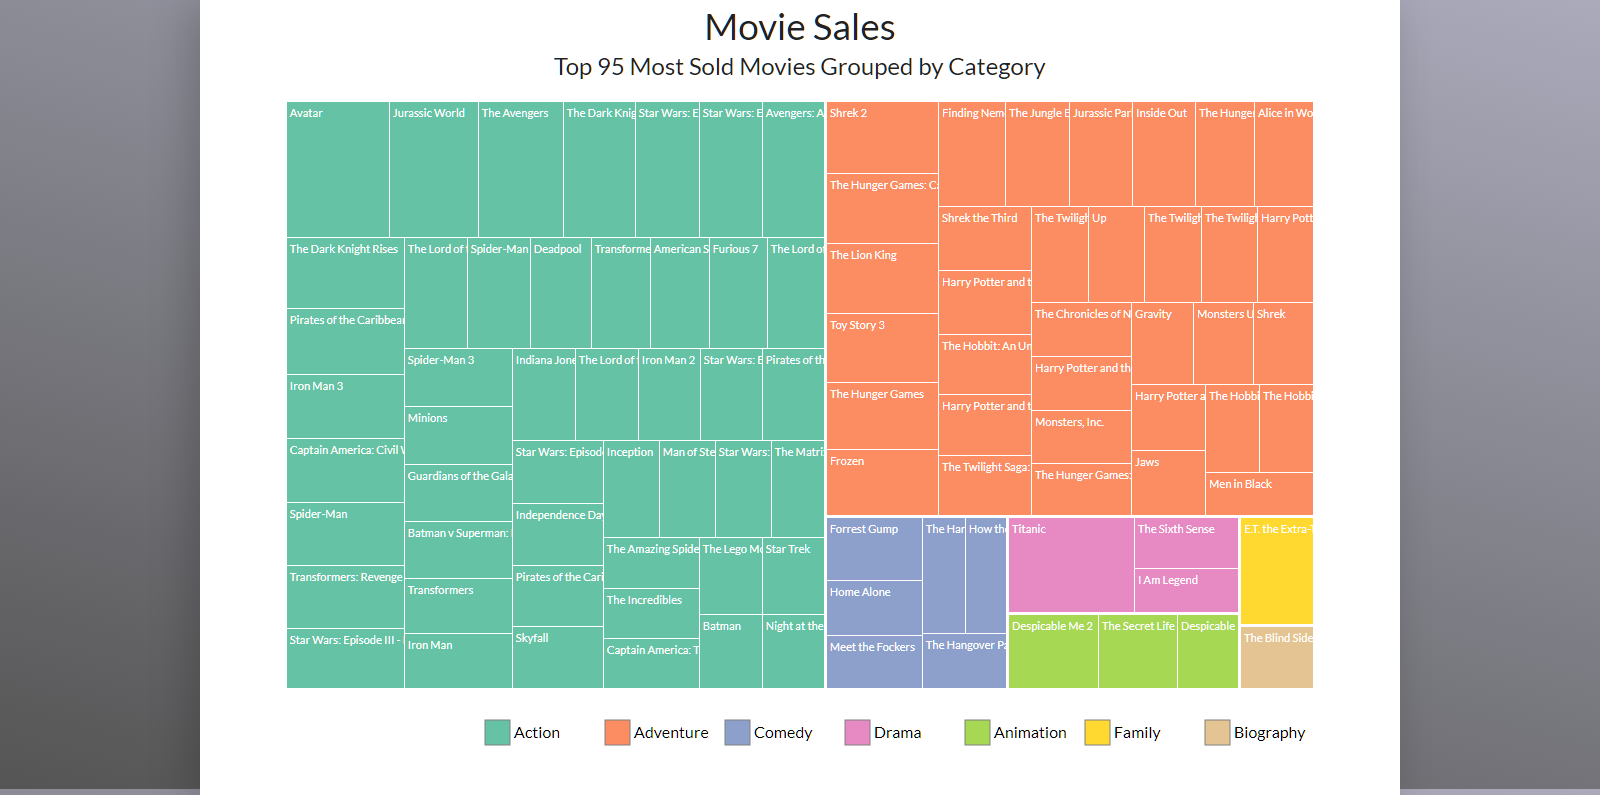 Movie Sales
Top 95 Most Sold Movies Grouped by Category
Avatar
Jurassic World
The Avengers
The Dark Knig
Star Wars: E
Star Wars: E
Avengers: A
The Dark Knight Rises
Pirates of the Caribbean
Iron Man 3
Captain America: Civil
Spider-Man
Transformers: Revenge
Star Wars: Episode III -
The Lord of
Spider-Man
Deadpool
Transforme
American S
Furious 7
The Lord of
Spider-Man 3
Minions
Guardians of the Gala
Batman v Superman:
Transformers
Iron Man
Indiana Jone
The Lord of
Iron Man 2
Star Wars: E
Pirates of th
Star Wars: Episode
Independence Day
Pirates of the Cari
Skyfall
Inception
Man of Ste
Star Wars:
The Matri
The Amazing Spide
The Incredibles
Captain America: T
The Lego Mo
Star Trek
Batman
Night at the
Shrek 2
The Hunger Games: C
The Lion King
Toy Story 3
The Hunger Games
Frozen
Finding Nem
The Jungle B
Jurassic Par
Inside Out
The Hunger
Alice in Wo
Shrek the Third
Harry Potter and t
The Hobbit: An Un
Harry Potter and t
The Twilight Saga:
The Twiligh
Up
The Twiligh
The Twiligh
Harry Pott
The Chronicles of N
Harry Potter and th
Monsters, Inc.
The Hunger Games:
Gravity
Monsters U
Shrek
Harry Potter a
Jaws
The Hobbi
The Hobbi
Men in Black
Forrest Gump
Home Alone
Meet the Fockers
The Han
How the
The Hangover Pa
Titanic
The Sixth Sense
I Am Legend
Despicable Me 2
The Secret Life
Despicable
E.T. the Extra-T
The Blind Side
Action
Adventure
Comedy
Drama
Animation
Family
Biography